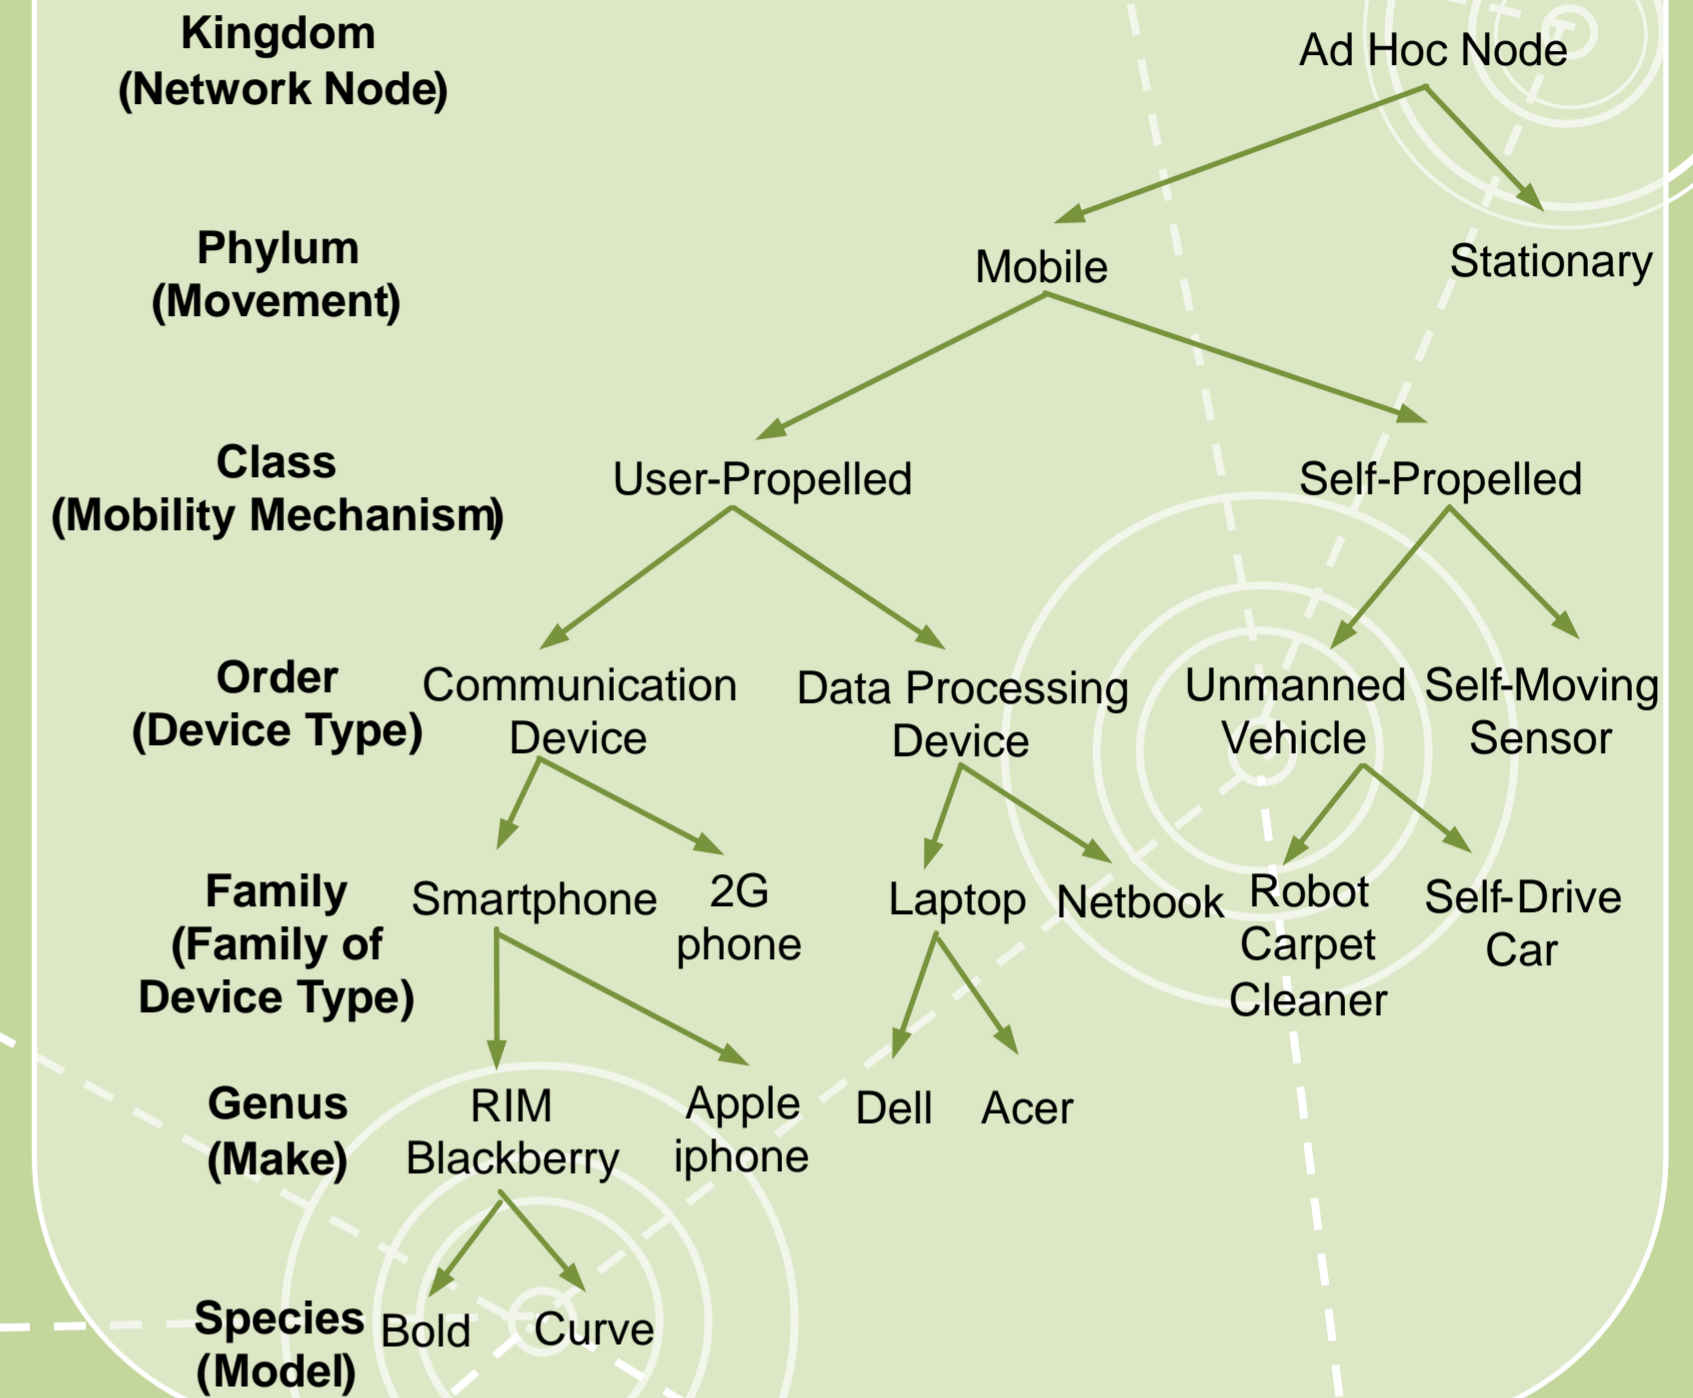 Kingdom
(Network Node)
Ad Hoc Node
Phylum
(Movement)
Mobile
Stationary
Class
(Mobility Mechanism)
User-Propelled
Self-Propelled
Order
(Device Type)
Communication
Device
Data Processing
Device
Unmanned
Vehicle
Self-Moving
Sensor
Family
(Family of
Device Type)
Smartphone
2G
phone
Laptop
Netbook
Robot
Carpet
Cleaner
Self-Drive
Car
Genus
(Make)
RIM
Blackberry
Apple
iphone
Dell
Acer
Species
(Model)
Bold
Curve